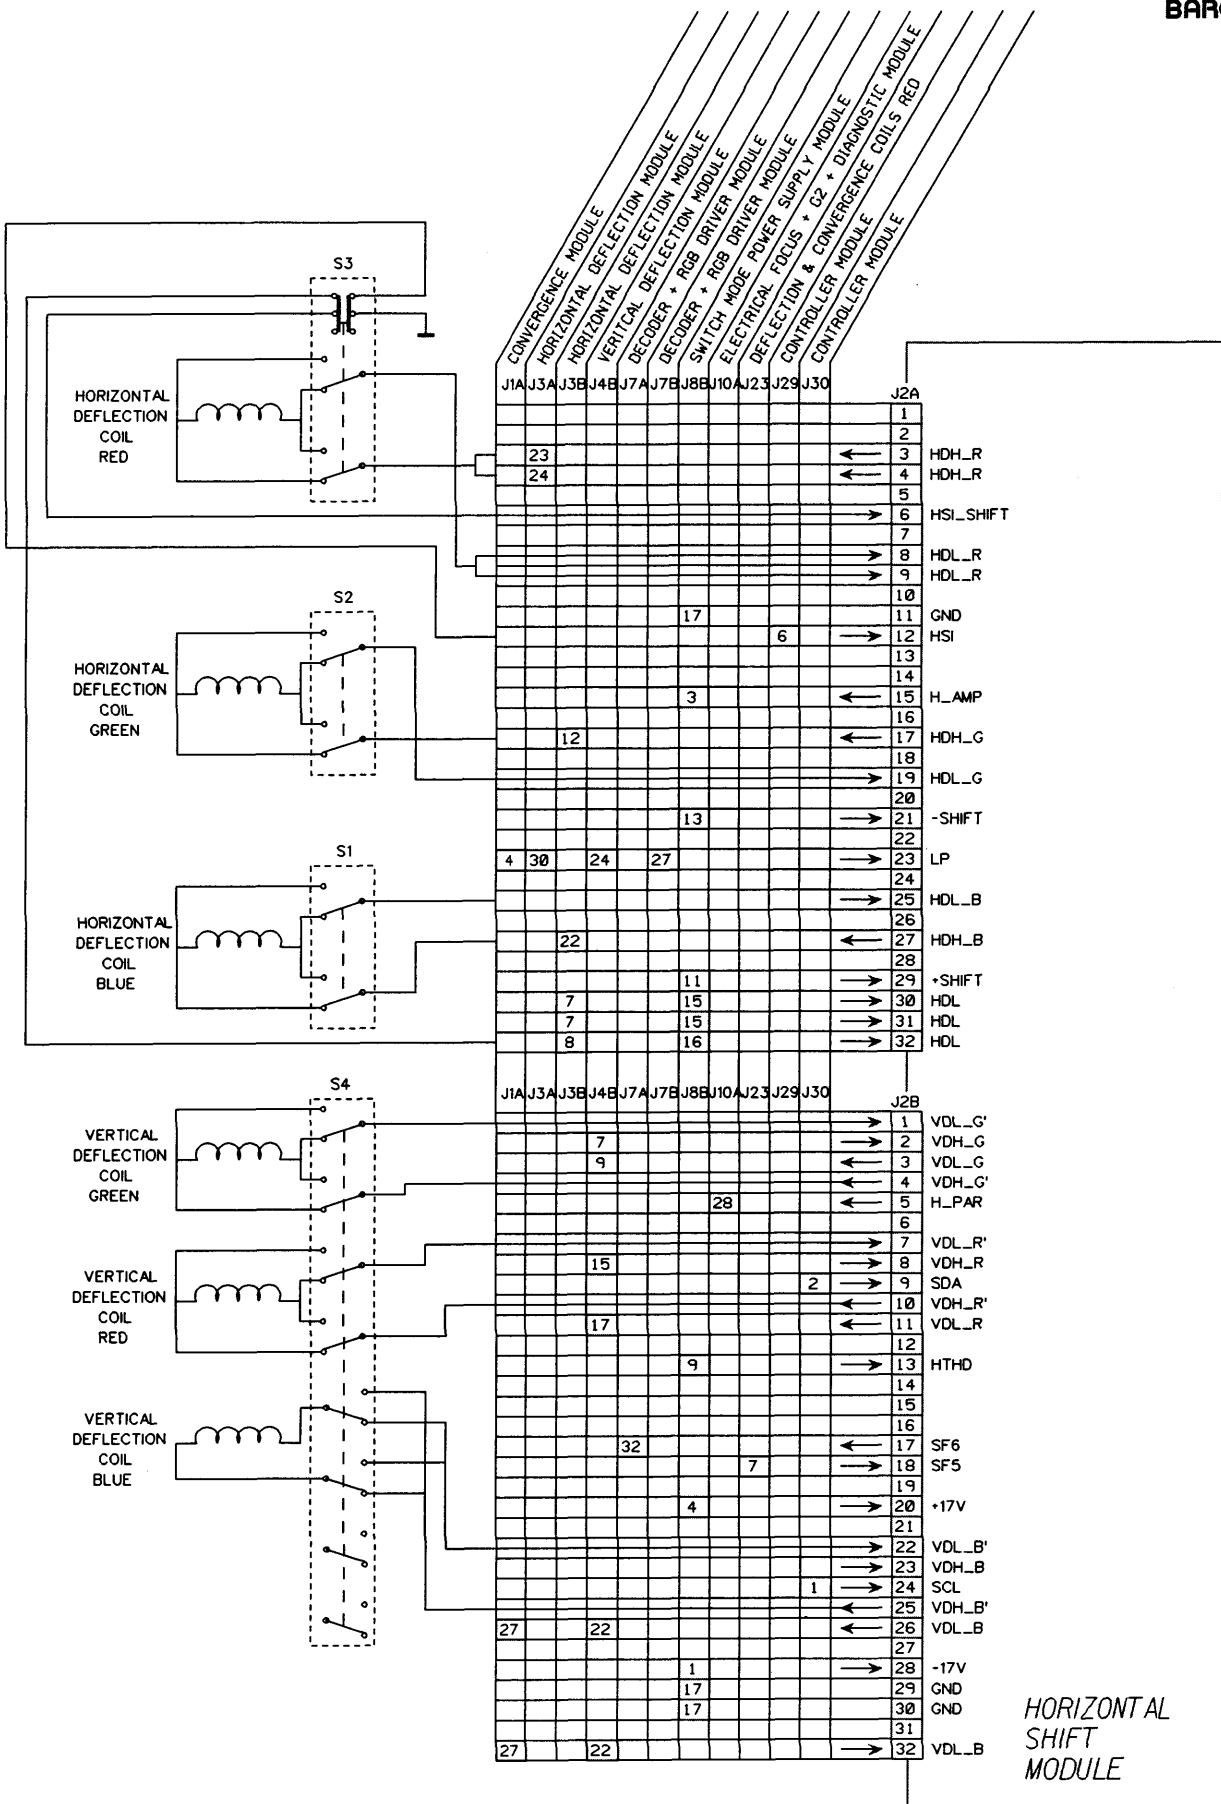 BAR
CONVERGENCE MODULE
HORIZONTAL DEFLECTION MODULE
HORIZONTAL DEFLECTION MODULE
VERITCAL DEFLECTION MODULE
DECODER + RGB DRIVER MODULE
DECODER + RGB DRIVER MODULE
SWITCH MODE POWER SUPPLY MODULE
ELECTRICAL FOCUS + G2 + DIAGNOSTIC MODULE
DEFLECTION & CONVERGENCE COILS RED
CONTROLLER MODULE
CONTROLLER MODULE
S3
HORIZONTAL
DEFLECTION
COIL
RED
S2
HORIZONTAL
DEFLECTION
COIL
GREEN
S1
HORIZONTAL
DEFLECTION
COIL
BLUE
S4
VERTICAL
DEFLECTION
COIL
GREEN
VERTICAL
DEFLECTION
COIL
RED
VERTICAL
DEFLECTION
COIL
BLUE
J1A J3A J3B J4B J7A J7B J8B J10A J23 J29 J30
J2A
1
2
23 3 HDH_R
24 4 HDH_R
5
6 HSI_SHIFT
7
8 HDL_R
9 HDL_R
10
17 11 GND
6 12 HSI
13
14
3 15 H_AMP
16
12 17 HDH_G
18
19 HDL_G
20
13 21 -SHIFT
22
4 30 24 27 23 LP
24
25 HDL_B
26
22 27 HDH_B
28
11 29 +SHIFT
7 15 30 HDL
7 15 31 HDL
8 16 32 HDL
J1A J3A J3B J4B J7A J7B J8B J10A J23 J29 J30
J2B
1 VDL_G'
7 2 VDH_G
9 3 VDL_G
4 VDH_G'
28 5 H_PAR
6
7 VDL_R'
15 8 VDH_R
2 9 SDA
10 VDH_R'
17 11 VDL_R
12
9 13 HTHD
14
15
16
32 17 SF6
7 18 SF5
19
4 20 +17V
21
22 VDL_B'
23 VDH_B
1 24 SCL
25 VDH_B'
27 22 26 VDL_B
27
1 28 -17V
17 29 GND
17 30 GND
31
27 22 32 VDL_B
HORIZONTAL
SHIFT
MODULE